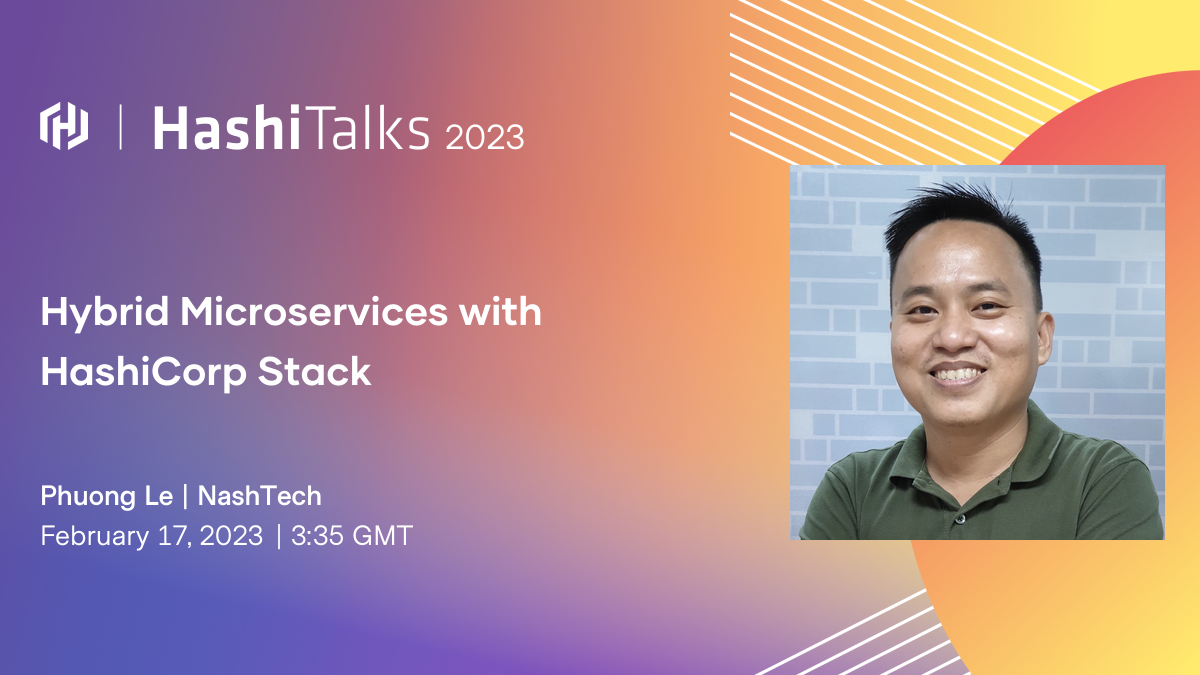 HashiTalks 2023
Hybrid Microservices with
HashiCorp Stack
Phuong Le | NashTech
February 17, 2023 | 3:35 GMT